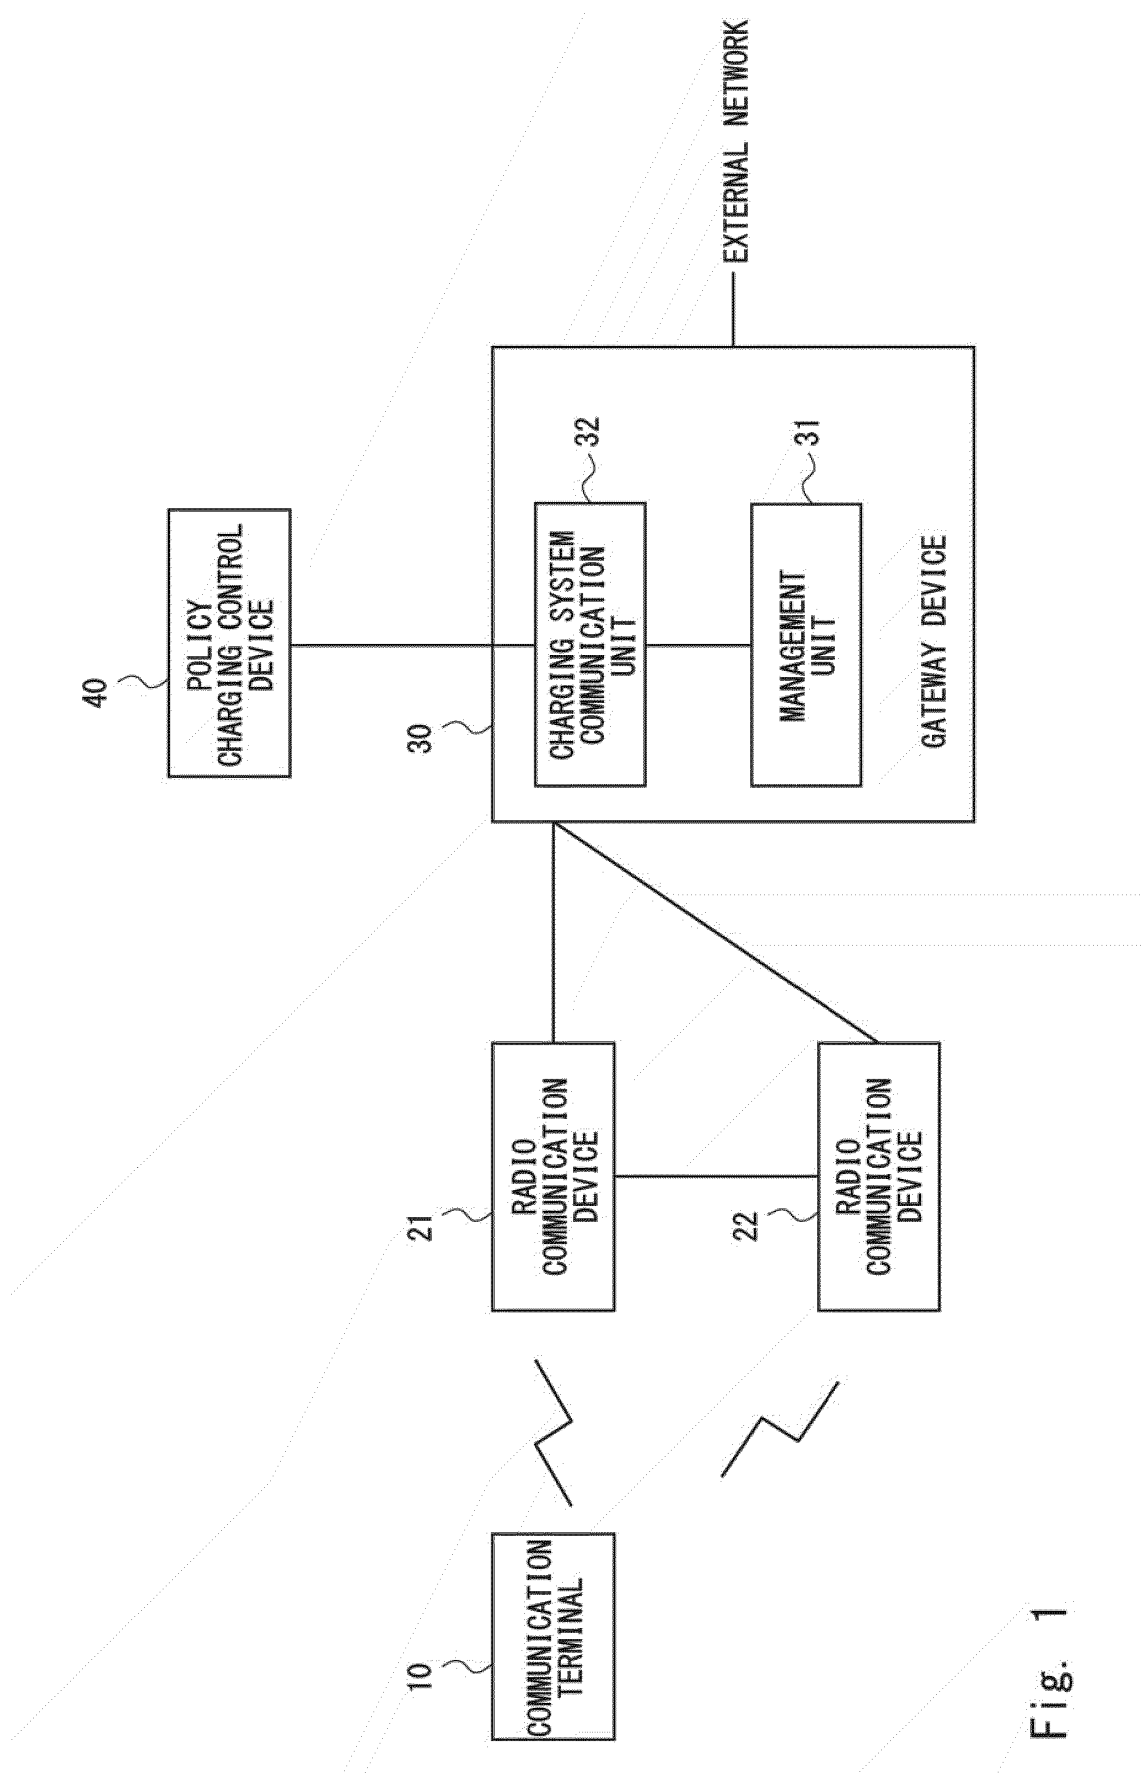 40
POLICY
CHARGING CONTROL
DEVICE
30
CHARGING SYSTEM
COMMUNICATION
UNIT
32
EXTERNAL NETWORK
MANAGEMENT
UNIT
31
GATEWAY DEVICE
10
COMMUNICATION
TERMINAL
21
RADIO
COMMUNICATION
DEVICE
22
RADIO
COMMUNICATION
DEVICE
Fig. 1